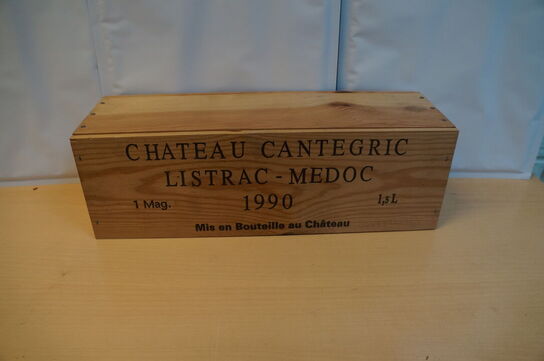 CHATEAU CANTEGRIC
LISTRAC - MEDOC
1 Mag. 1990 1,5 L
Mis en Bouteille au Château